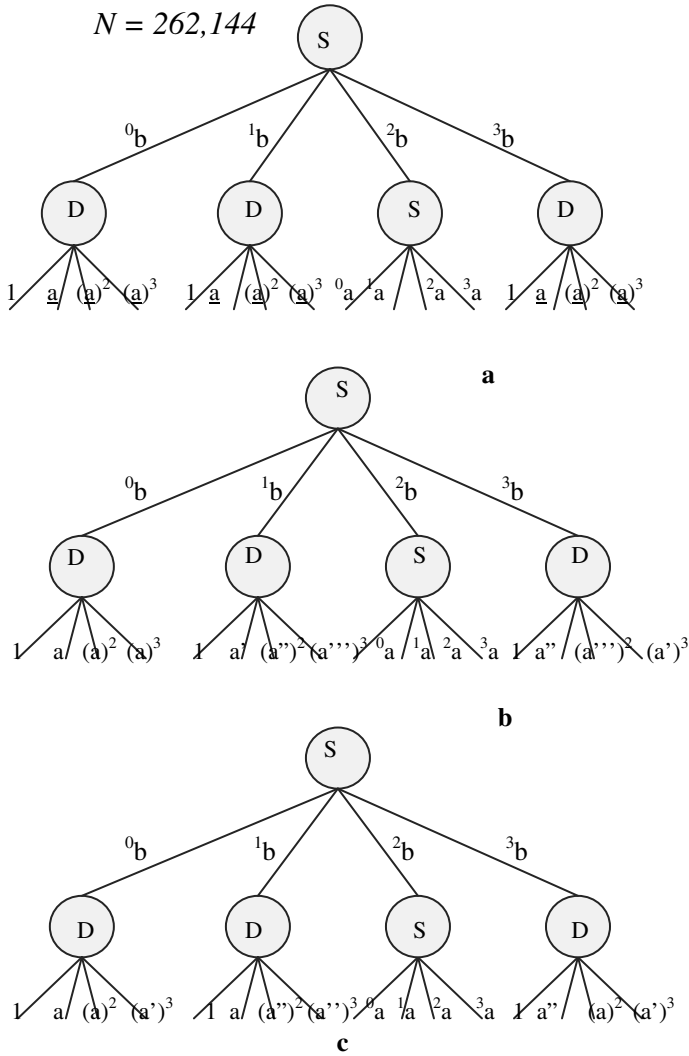 N = 262,144
S
⁰b ¹b ²b ³b
D D S D
1 a (a)² (a)³ 1 a (a)² (a)³ ⁰a ¹a ²a ³a 1 a (a)² (a)³
a
S
⁰b ¹b ²b ³b
D D S D
1 a (a)² (a)³ 1 a' (a'')² (a''')³ ⁰a ¹a ²a ³a 1 a'' (a''')² (a')³
b
S
⁰b ¹b ²b ³b
D D S D
1 a (a)² (a')³ 1 a (a'')² (a'')³ ⁰a ¹a ²a ³a 1 a'' (a)² (a')³
c